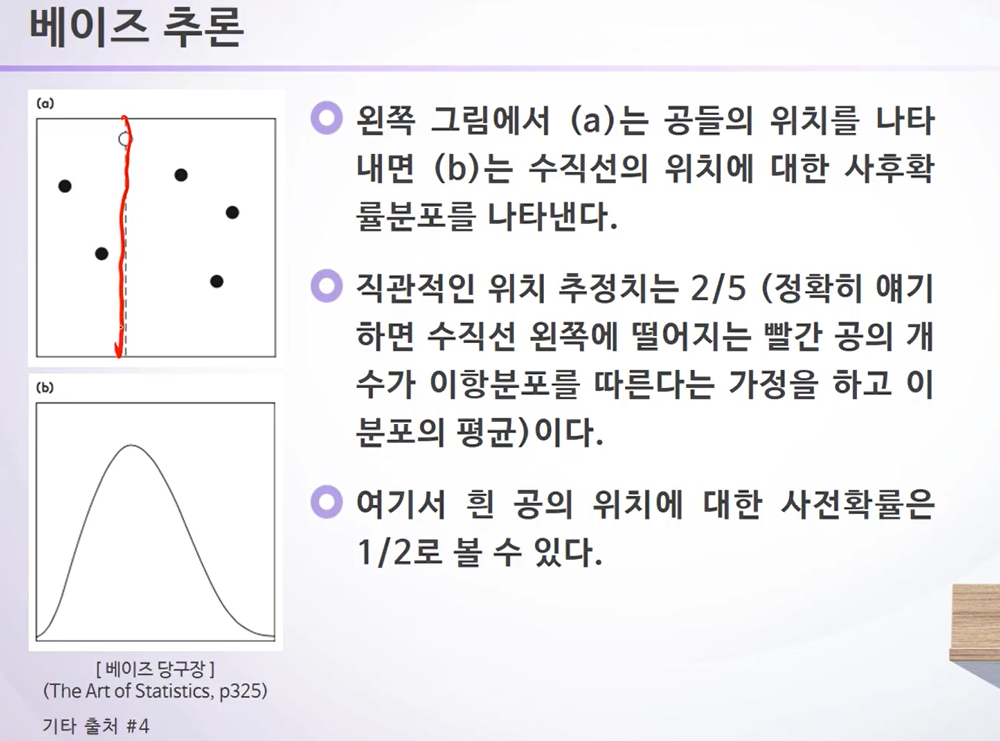 베이즈 추론
(a)
(b)
[ 베이즈 당구장 ]
(The Art of Statistics, p325)
기타 출처 #4
왼쪽 그림에서 (a)는 공들의 위치를 나타
내면 (b)는 수직선의 위치에 대한 사후확
률분포를 나타낸다.
직관적인 위치 추정치는 2/5 (정확히 얘기
하면 수직선 왼쪽에 떨어지는 빨간 공의 개
수가 이항분포를 따른다는 가정을 하고 이
분포의 평균)이다.
여기서 흰 공의 위치에 대한 사전확률은
1/2로 볼 수 있다.